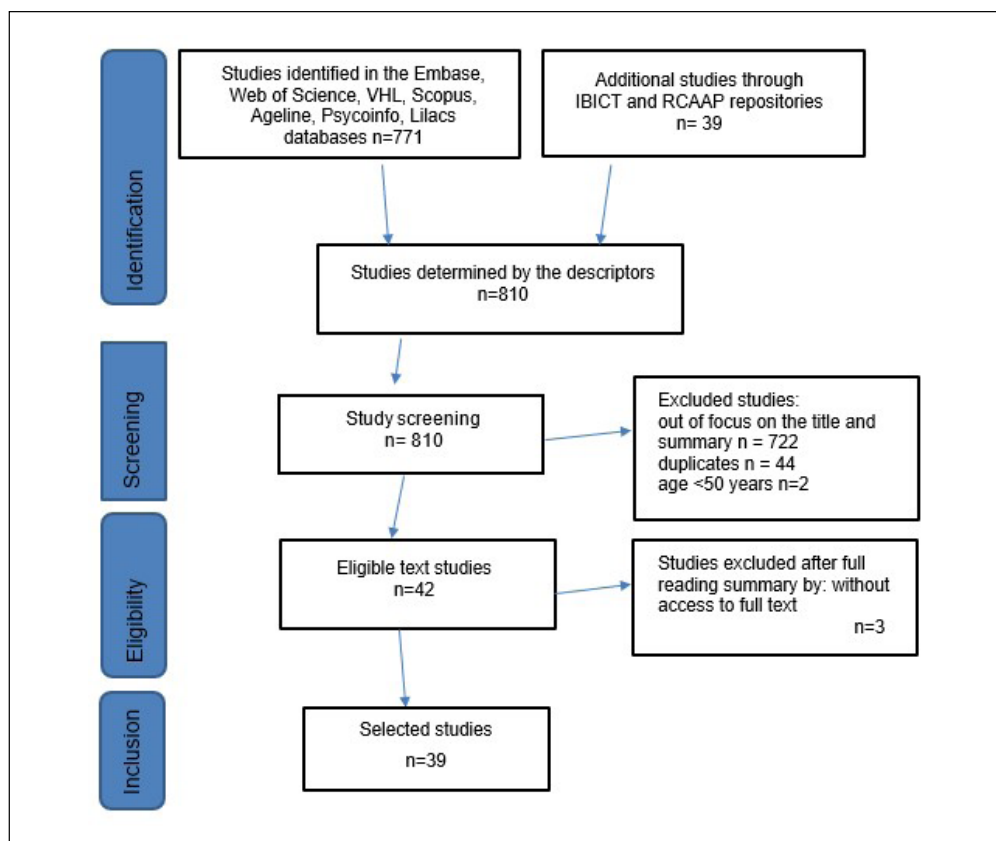 Identification
Studies identified in the Embase,
Web of Science, VHL, Scopus,
Ageline, Psycoinfo, Lilacs
databases n=771
Additional studies through
IBICT and RCAAP repositories
n= 39
Studies determined by the descriptors
n=810
Screening
Study screening
n= 810
Excluded studies:
out of focus on the title and
summary n = 722
duplicates n = 44
age <50 years n=2
Eligibility
Eligible text studies
n=42
Studies excluded after full
reading summary by: without
access to full text
n=3
Inclusion
Selected studies
n=39